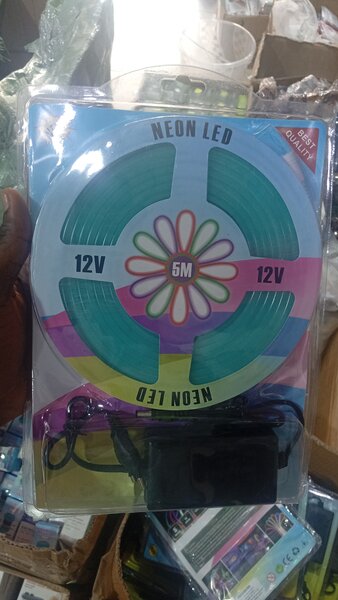 NEON LED
BEST
QUALITY
12V
5M
12V
NEON LED